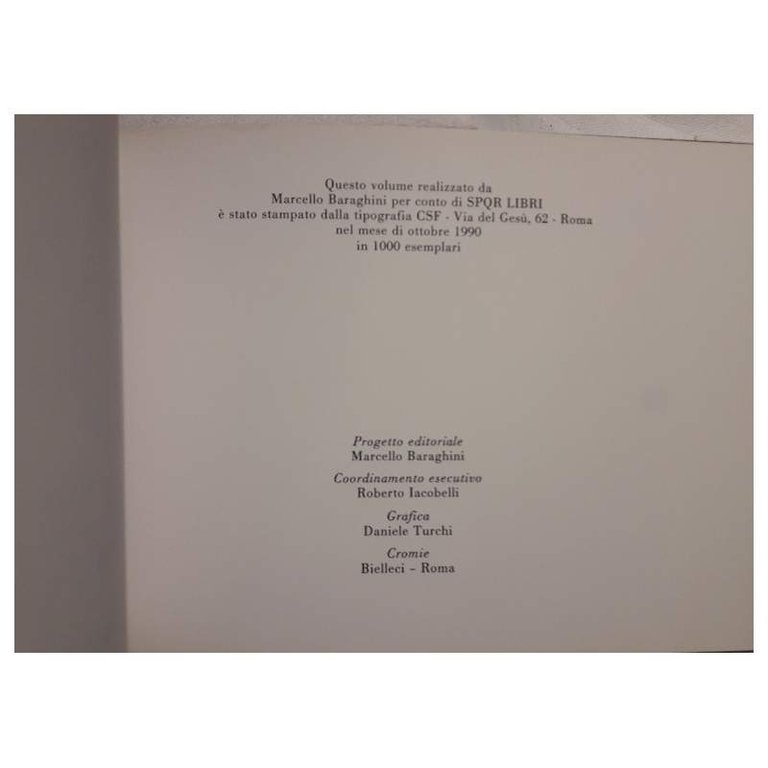 Questo volume realizzato da
Marcello Baraghini per conto di SPQR LIBRI
è stato stampato dalla tipografia CSF - Via del Gesù, 62 - Roma
nel mese di ottobre 1990
in 1000 esemplari
Progetto editoriale
Marcello Baraghini
Coordinamento esecutivo
Roberto Iacobelli
Grafica
Daniele Turchi
Cromie
Bielleci – Roma